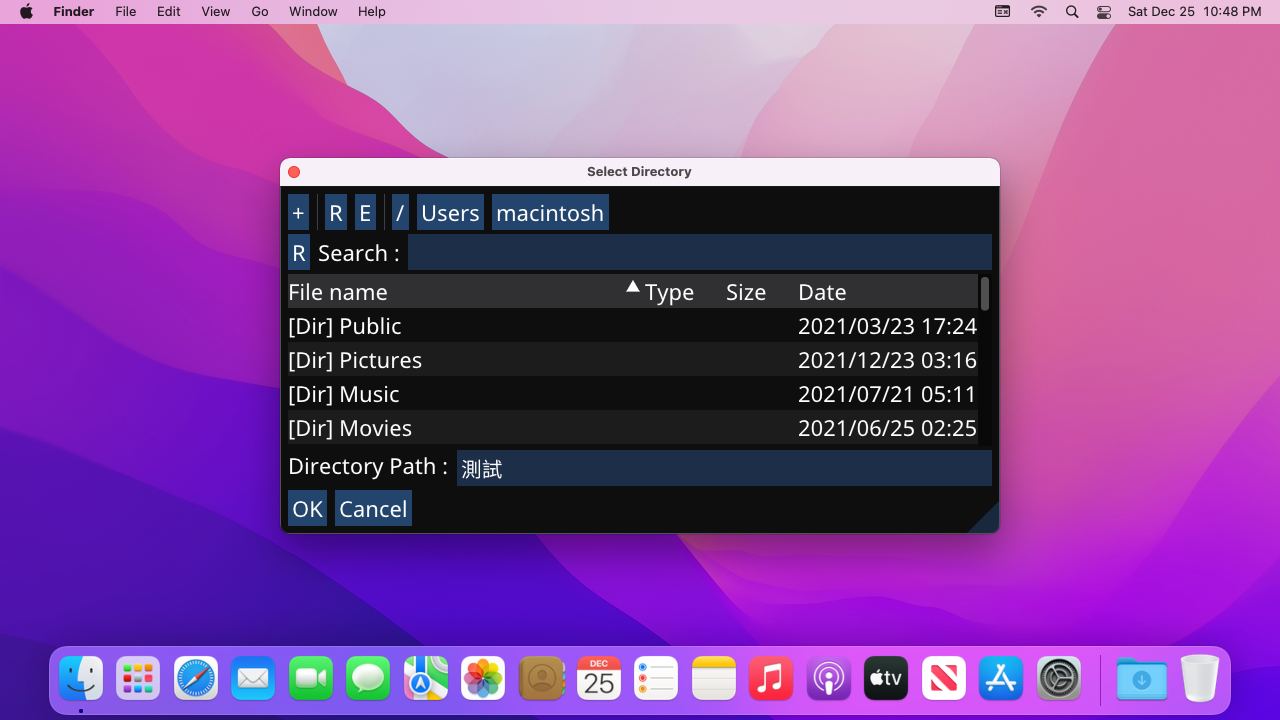 Finder File Edit View Go Window Help Sat Dec 25 10:48 PM
Select Directory
+ R E / Users macintosh
R Search :
File name Type Size Date
[Dir] Public 2021/03/23 17:24
[Dir] Pictures 2021/12/23 03:16
[Dir] Music 2021/07/21 05:11
[Dir] Movies 2021/06/25 02:25
Directory Path : 測試
OK Cancel
DEC
25
tv